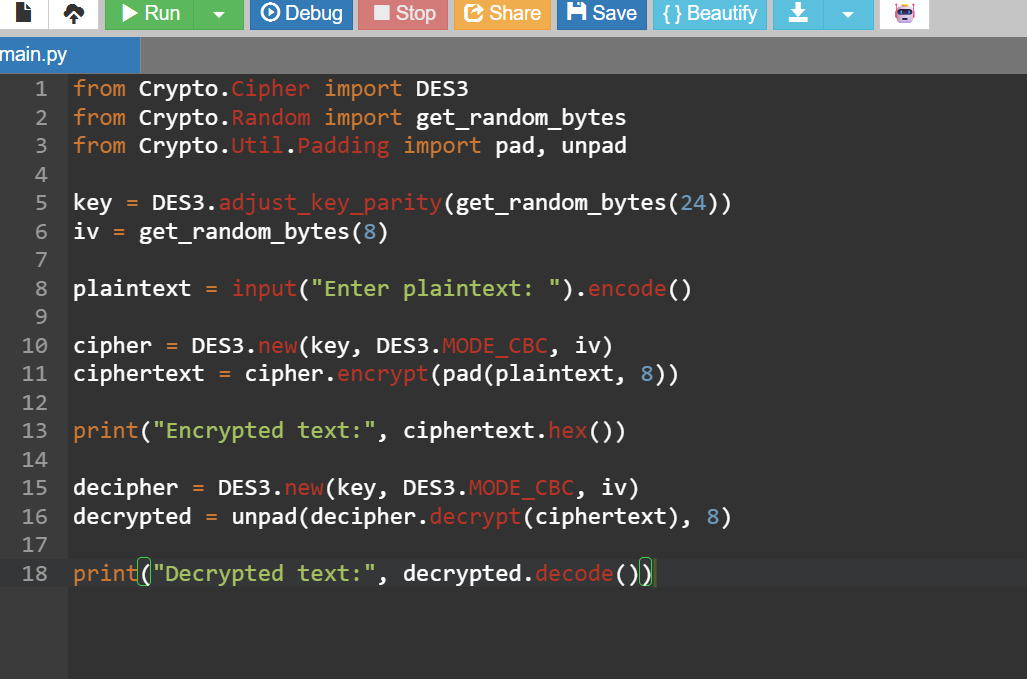 Run Debug Stop Share Save { } Beautify
main.py
1 from Crypto.Cipher import DES3
2 from Crypto.Random import get_random_bytes
3 from Crypto.Util.Padding import pad, unpad
4
5 key = DES3.adjust_key_parity(get_random_bytes(24))
6 iv = get_random_bytes(8)
7
8 plaintext = input("Enter plaintext: ").encode()
9
10 cipher = DES3.new(key, DES3.MODE_CBC, iv)
11 ciphertext = cipher.encrypt(pad(plaintext, 8))
12
13 print("Encrypted text:", ciphertext.hex())
14
15 decipher = DES3.new(key, DES3.MODE_CBC, iv)
16 decrypted = unpad(decipher.decrypt(ciphertext), 8)
17
18 print("Decrypted text:", decrypted.decode())